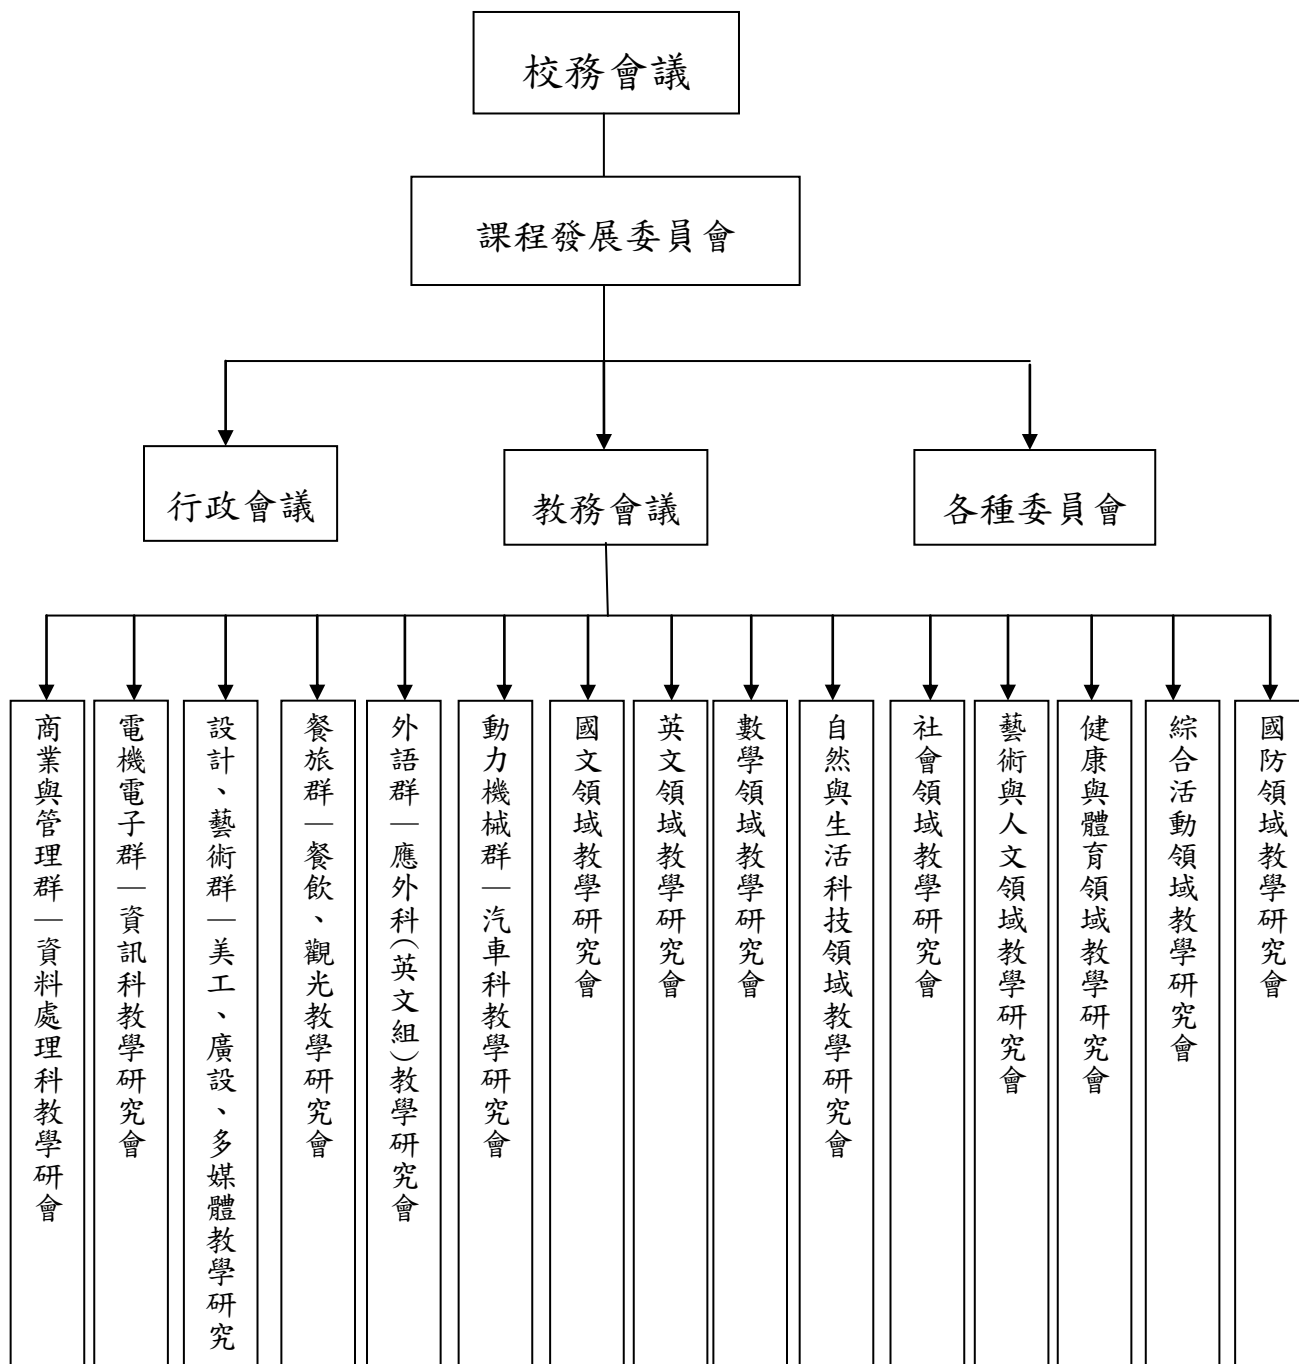 校務會議
課程發展委員會
行政會議
教務會議
各種委員會
商業與管理群—資料處理科教學研會
電機電子群—資訊科教學研究會
設計、藝術群—美工、廣設、多媒體教學研究
餐旅群—餐飲、觀光教學研究會
外語群—應外科(英文組)教學研究會
動力機械群—汽車科教學研究會
國文領域教學研究會
英文領域教學研究會
數學領域教學研究會
自然與生活科技領域教學研究會
社會領域教學研究會
藝術與人文領域教學研究會
健康與體育領域教學研究會
綜合活動領域教學研究會
國防領域教學研究會